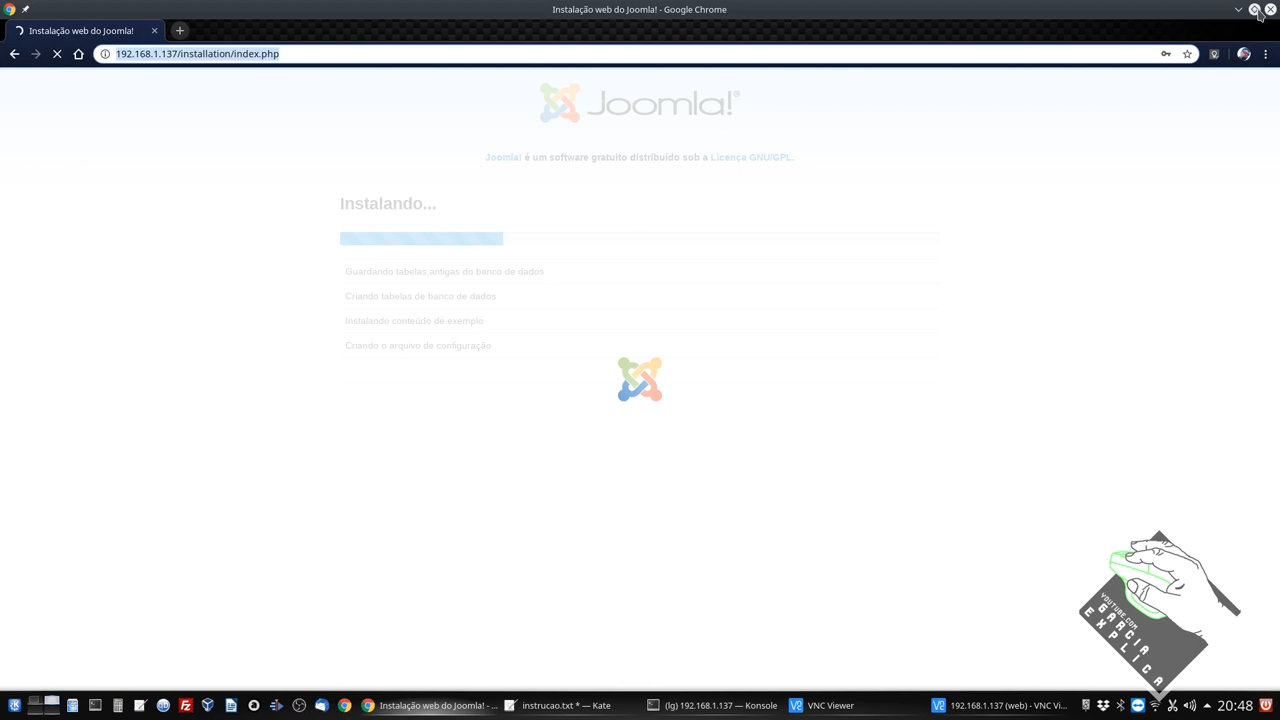 Instalação web do Joomla! - Google Chrome
Instalação web do Joomla!
192.168.1.137/installation/index.php
Joomla!®
Joomla! é um software gratuito distribuído sob a Licença GNU/GPL.
Instalando...
Guardando tabelas antigas do banco de dados
Criando tabelas de banco de dados
Instalando conteúdo de exemplo
Criando o arquivo de configuração
YOUTUBE.COM
GARCIA
EXPLICA
Instalação web do Joomla! - ...
instrucao.txt * — Kate
(lg) 192.168.1.137 — Konsole
VNC Viewer
192.168.1.137 (web) - VNC Vi...
20:48